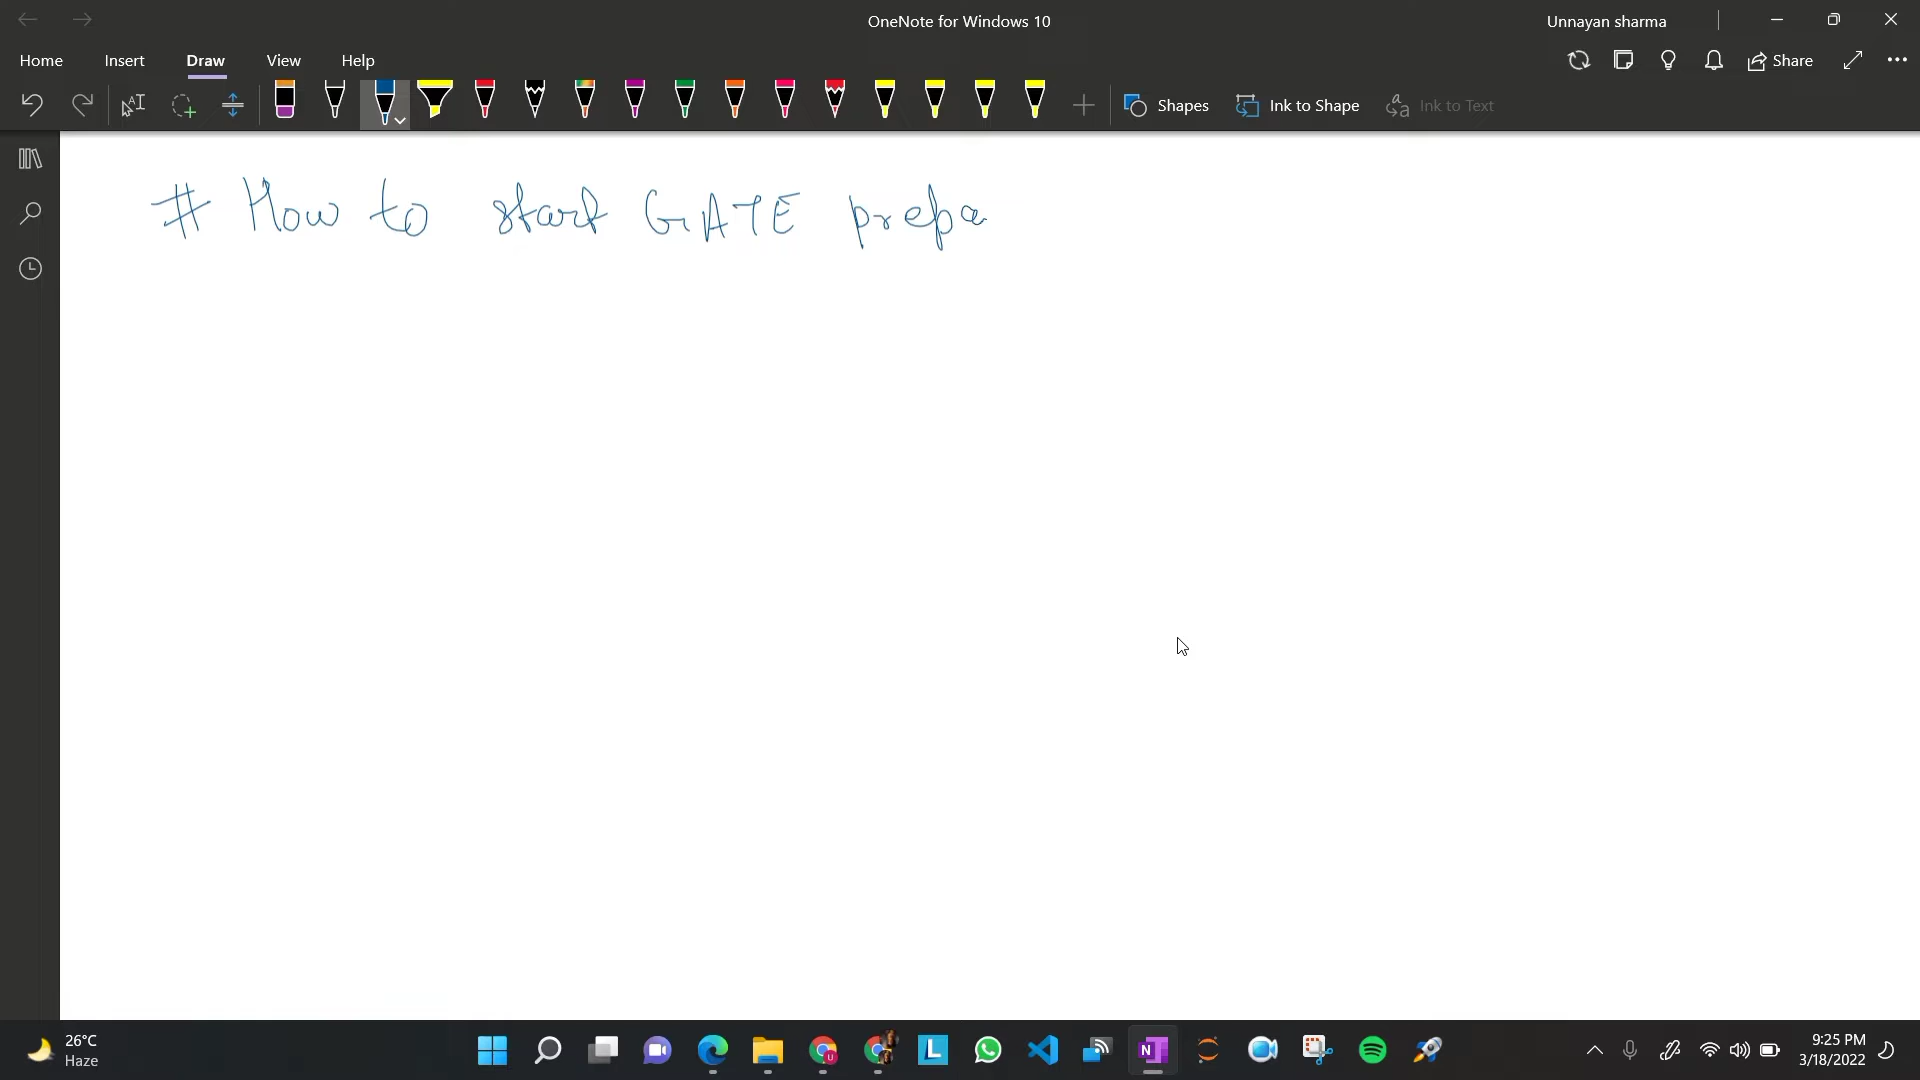 OneNote for Windows 10
Unnayan sharma
Home Insert Draw View Help
Share
Shapes Ink to Shape Ink to Text
# How to start GATE prepa
26°C
Haze
9:25 PM
3/18/2022